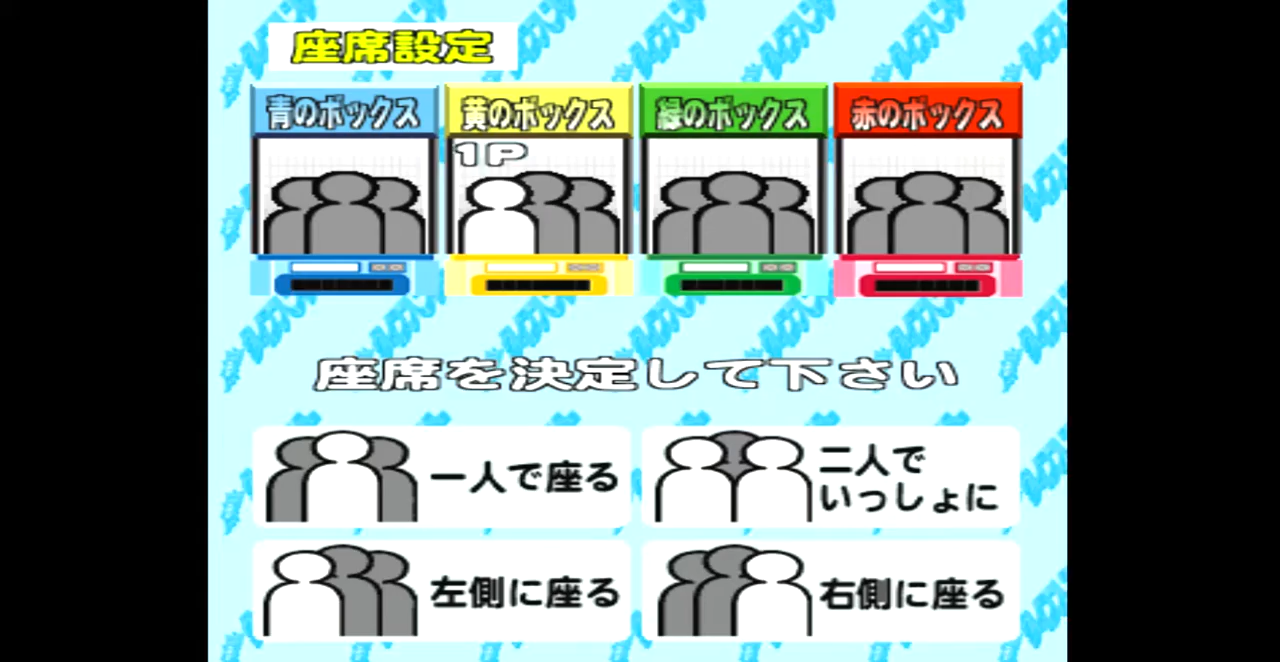 座席設定
青のボックス
黄のボックス
緑のボックス
赤のボックス
1P
座席を決定して下さい
一人で座る
二人で
いっしょに
左側に座る
右側に座る